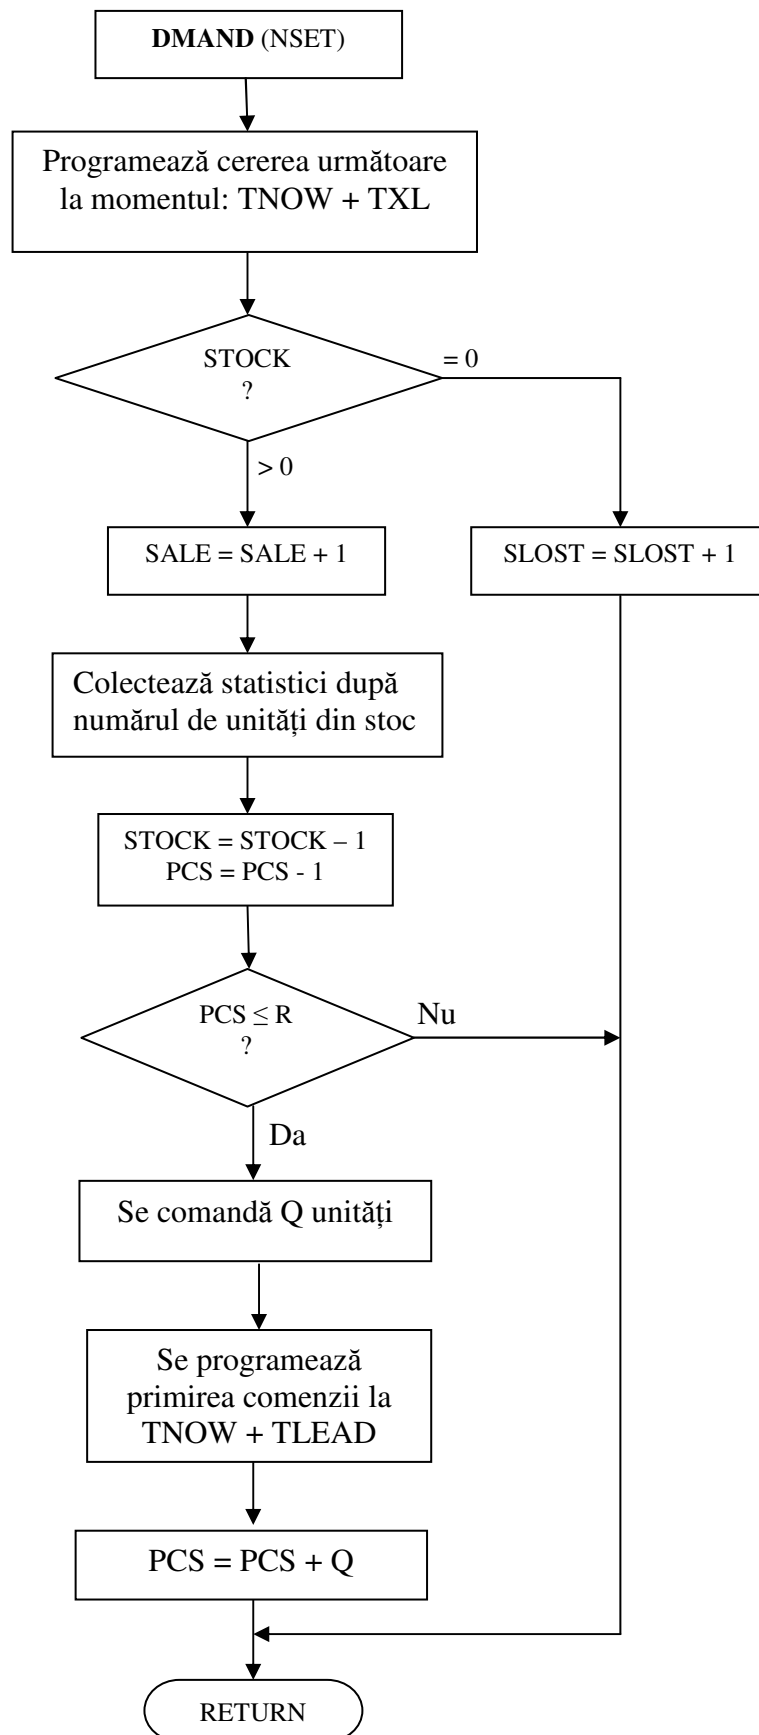 DMAND (NSET)
Programează cererea următoare
la momentul: TNOW + TXL
STOCK
?
= 0
> 0
SALE = SALE + 1
SLOST = SLOST + 1
Colectează statistici după
numărul de unități din stoc
STOCK = STOCK – 1
PCS = PCS - 1
PCS ≤ R
?
Nu
Da
Se comandă Q unități
Se programează
primirea comenzii la
TNOW + TLEAD
PCS = PCS + Q
RETURN